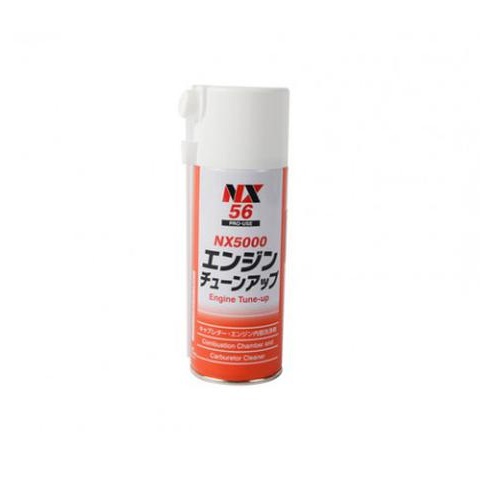 NX
56
PRO-USE
NX5000
エンジン
チューンアップ
Engine Tune-up
キャブレター・エンジン内部洗浄剤
Combustion Chamber and
Carburetor Cleaner